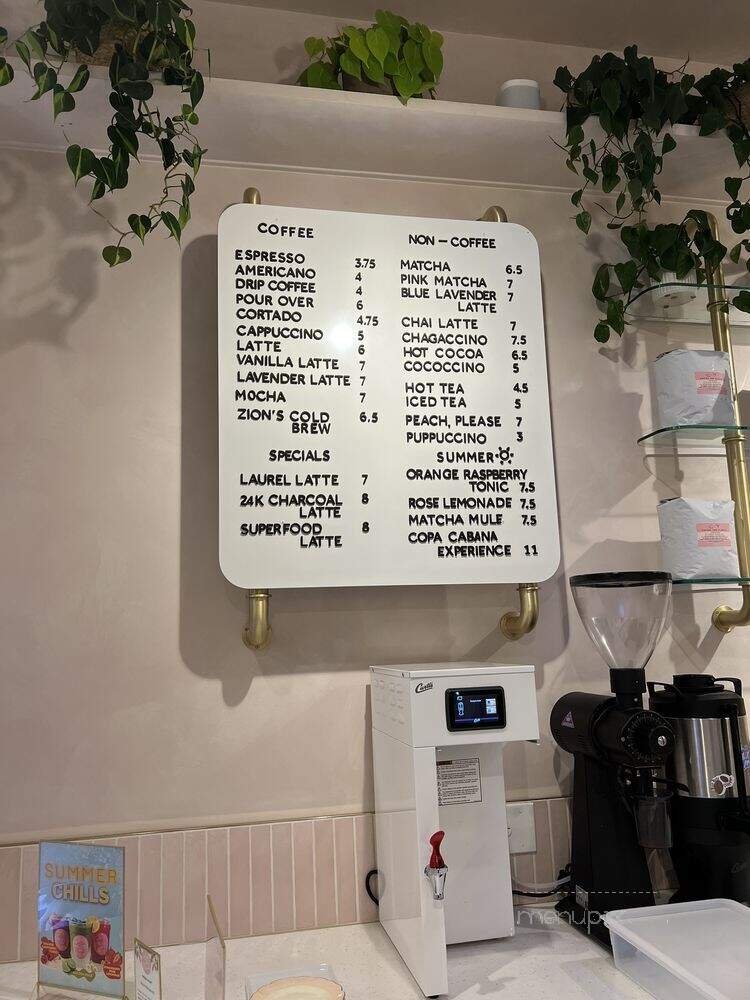 COFFEE
ESPRESSO 3.75
AMERICANO 4
DRIP COFFEE 4
POUR OVER 6
CORTADO 4.75
CAPPUCCINO 5
LATTE 6
VANILLA LATTE 7
LAVENDER LATTE 7
MOCHA 7
ZION'S COLD 6.5
BREW
SPECIALS
LAUREL LATTE 7
24K CHARCOAL 8
LATTE
SUPERFOOD 8
LATTE
NON-COFFEE
MATCHA 6.5
PINK MATCHA 7
BLUE LAVENDER 7
LATTE
CHAI LATTE 7
CHAGACCINO 7.5
HOT COCOA 6.5
COCOCCINO 5
HOT TEA 4.5
ICED TEA 5
PEACH, PLEASE 7
PUPPUCCINO 3
SUMMER
ORANGE RASPBERRY
TONIC 7.5
ROSE LEMONADE 7.5
MATCHA MULE 7.5
COPA CABANA
EXPERIENCE 11
Curtis
SUMMER
CHILLS